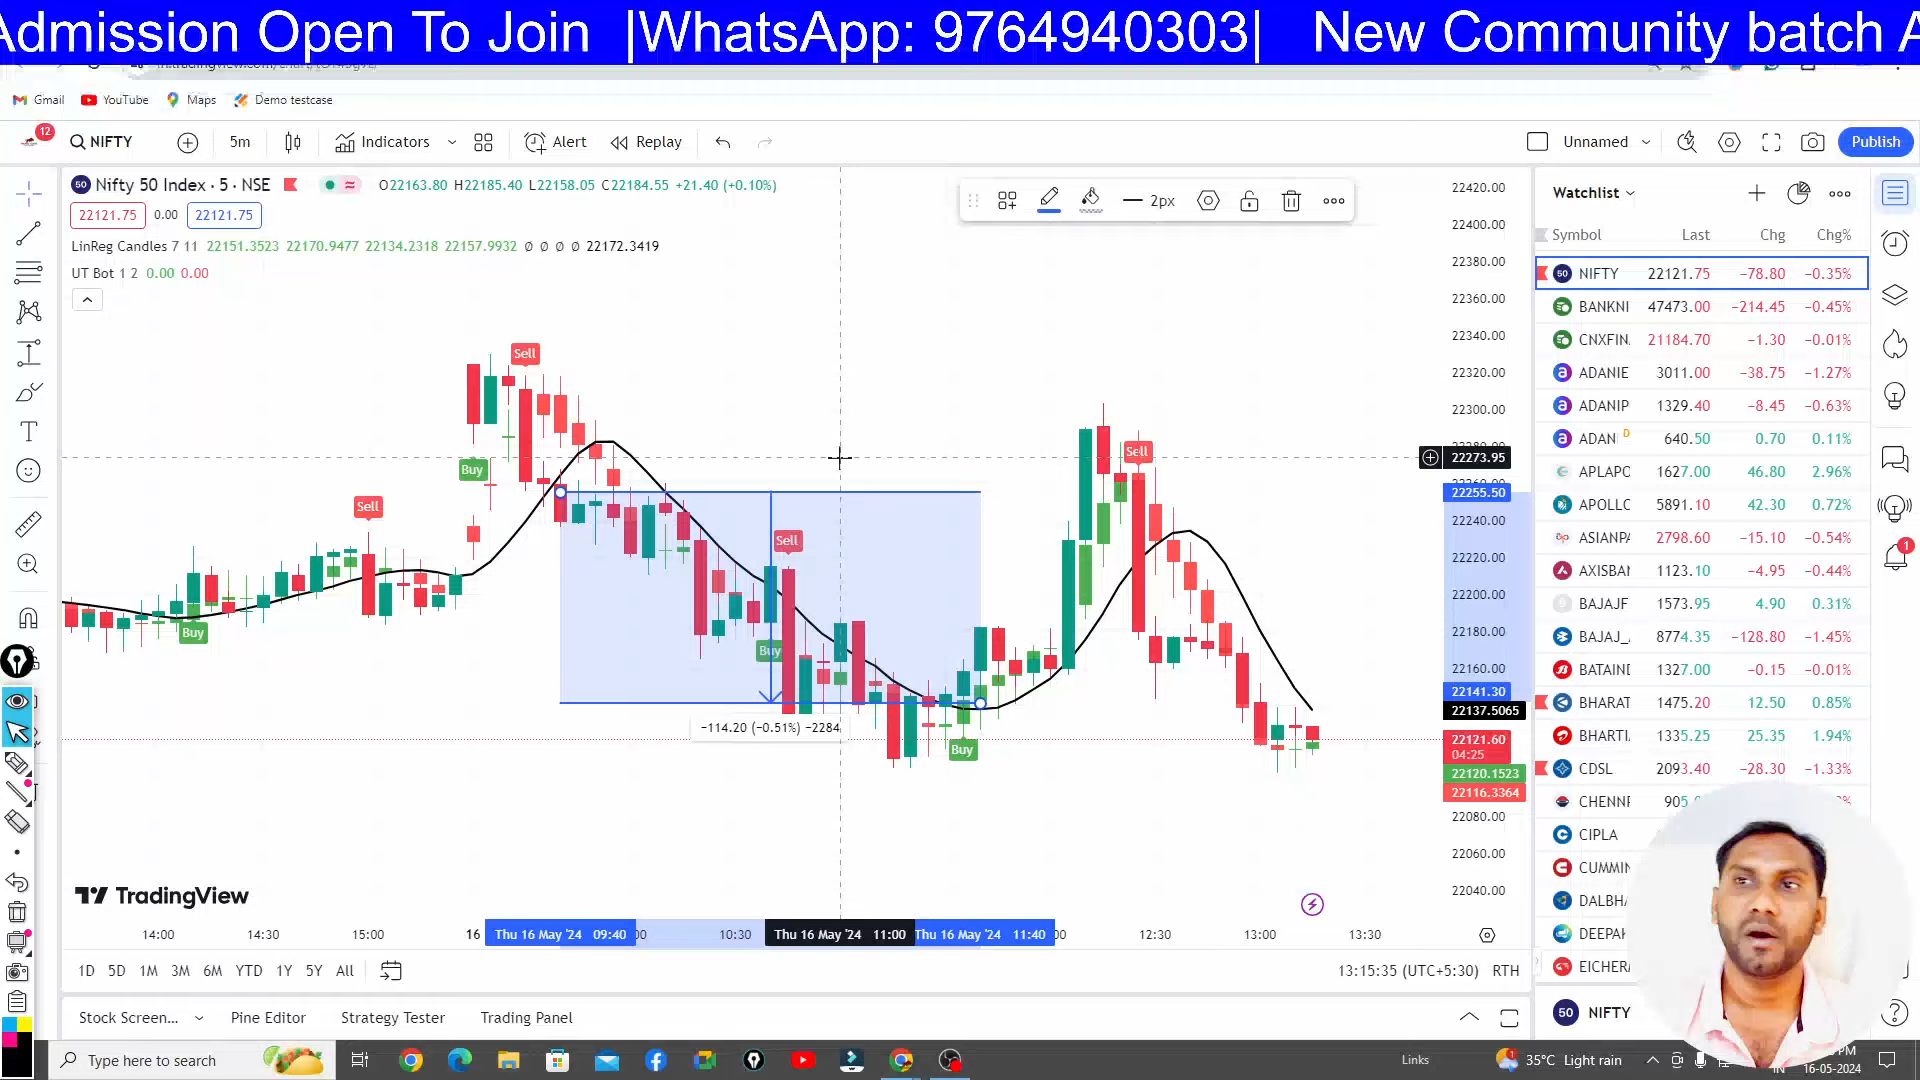 Admission Open To Join |WhatsApp: 9764940303| New Community batch A
Gmail YouTube Maps Demo testcase
12 NIFTY 5m Indicators Alert Replay Unnamed Publish
Nifty 50 Index · 5 · NSE O22163.80 H22185.40 L22158.05 C22184.55 +21.40 (+0.10%)
2px
22121.75 0.00 22121.75
LinReg Candles 7 11 22151.3523 22170.9477 22134.2318 22157.9932 ∅ ∅ ∅ ∅ 22172.3419
UT Bot 1 2 0.00 0.00
Sell
Sell
Sell
Sell
Buy
Buy
Buy
Buy
−114.20 (−0.51%) −2284
22420.00
22400.00
22380.00
22360.00
22340.00
22320.00
22300.00
22273.95
22255.50
22240.00
22220.00
22200.00
22180.00
22160.00
22141.30
22137.5065
22121.60
04:25
22120.1523
22116.3364
22080.00
22060.00
22040.00
TradingView
14:00 14:30 15:00 16 Thu 16 May '24 09:40 10:30 Thu 16 May '24 11:00 Thu 16 May '24 11:40 12:30 13:00 13:30
1D 5D 1M 3M 6M YTD 1Y 5Y All 13:15:35 (UTC+5:30) RTH
Stock Screen... Pine Editor Strategy Tester Trading Panel
Watchlist
Symbol Last Chg Chg%
50 NIFTY 22121.75 −78.80 −0.35%
BANKNI 47473.00 −214.45 −0.45%
CNXFIN 21184.70 −1.30 −0.01%
ADANIE 3011.00 −38.75 −1.27%
ADANIP 1329.40 −8.45 −0.63%
ADAN D 640.50 0.70 0.11%
APLAPO 1627.00 46.80 2.96%
APOLLO 5891.10 42.30 0.72%
ASIANPA 2798.60 −15.10 −0.54%
AXISBAN 1123.10 −4.95 −0.44%
BAJAJF 1573.95 4.90 0.31%
BAJAJ_ 8774.35 −128.80 −1.45%
BATAIND 1327.00 −0.15 −0.01%
BHARAT 1475.20 12.50 0.85%
BHARTI 1335.25 25.35 1.94%
CDSL 2093.40 −28.30 −1.33%
CHENNP 905
CIPLA
CUMMIN
DALBHA
DEEPAK
EICHER
50 NIFTY
1
Type here to search Links 35°C Light rain
16-05-2024